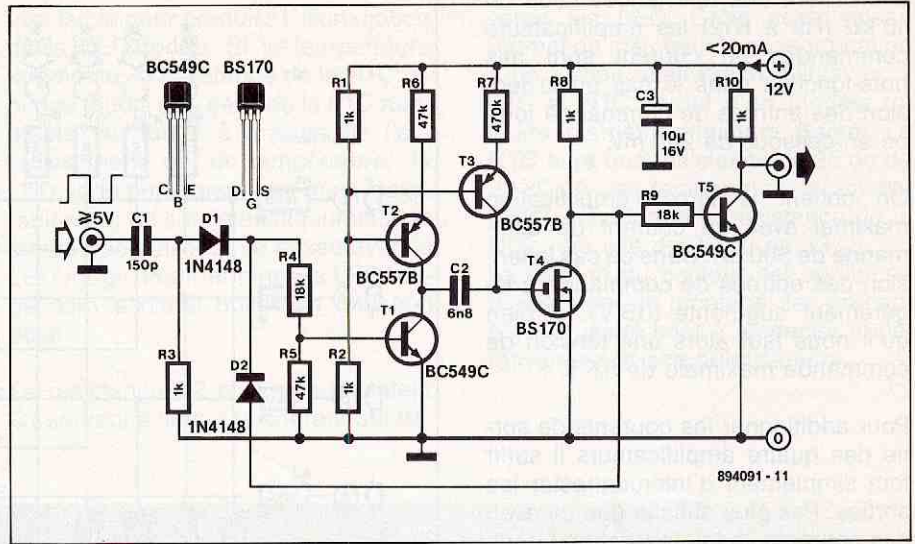 BC549C BS170
C B E
D G S
≥5V
C1
150p
D1
1N4148
R3
1k
D2
1N4148
R4
18k
R5
47k
R1
1k
R2
1k
R6
47k
T2
BC557B
T1
BC549C
C2
6n8
R7
470k
T3
BC557B
T4
BS170
R8
1k
R9
18k
C3
10µ
16V
<20mA
R10
1k
+
12V
T5
BC549C
0
894091 - 11